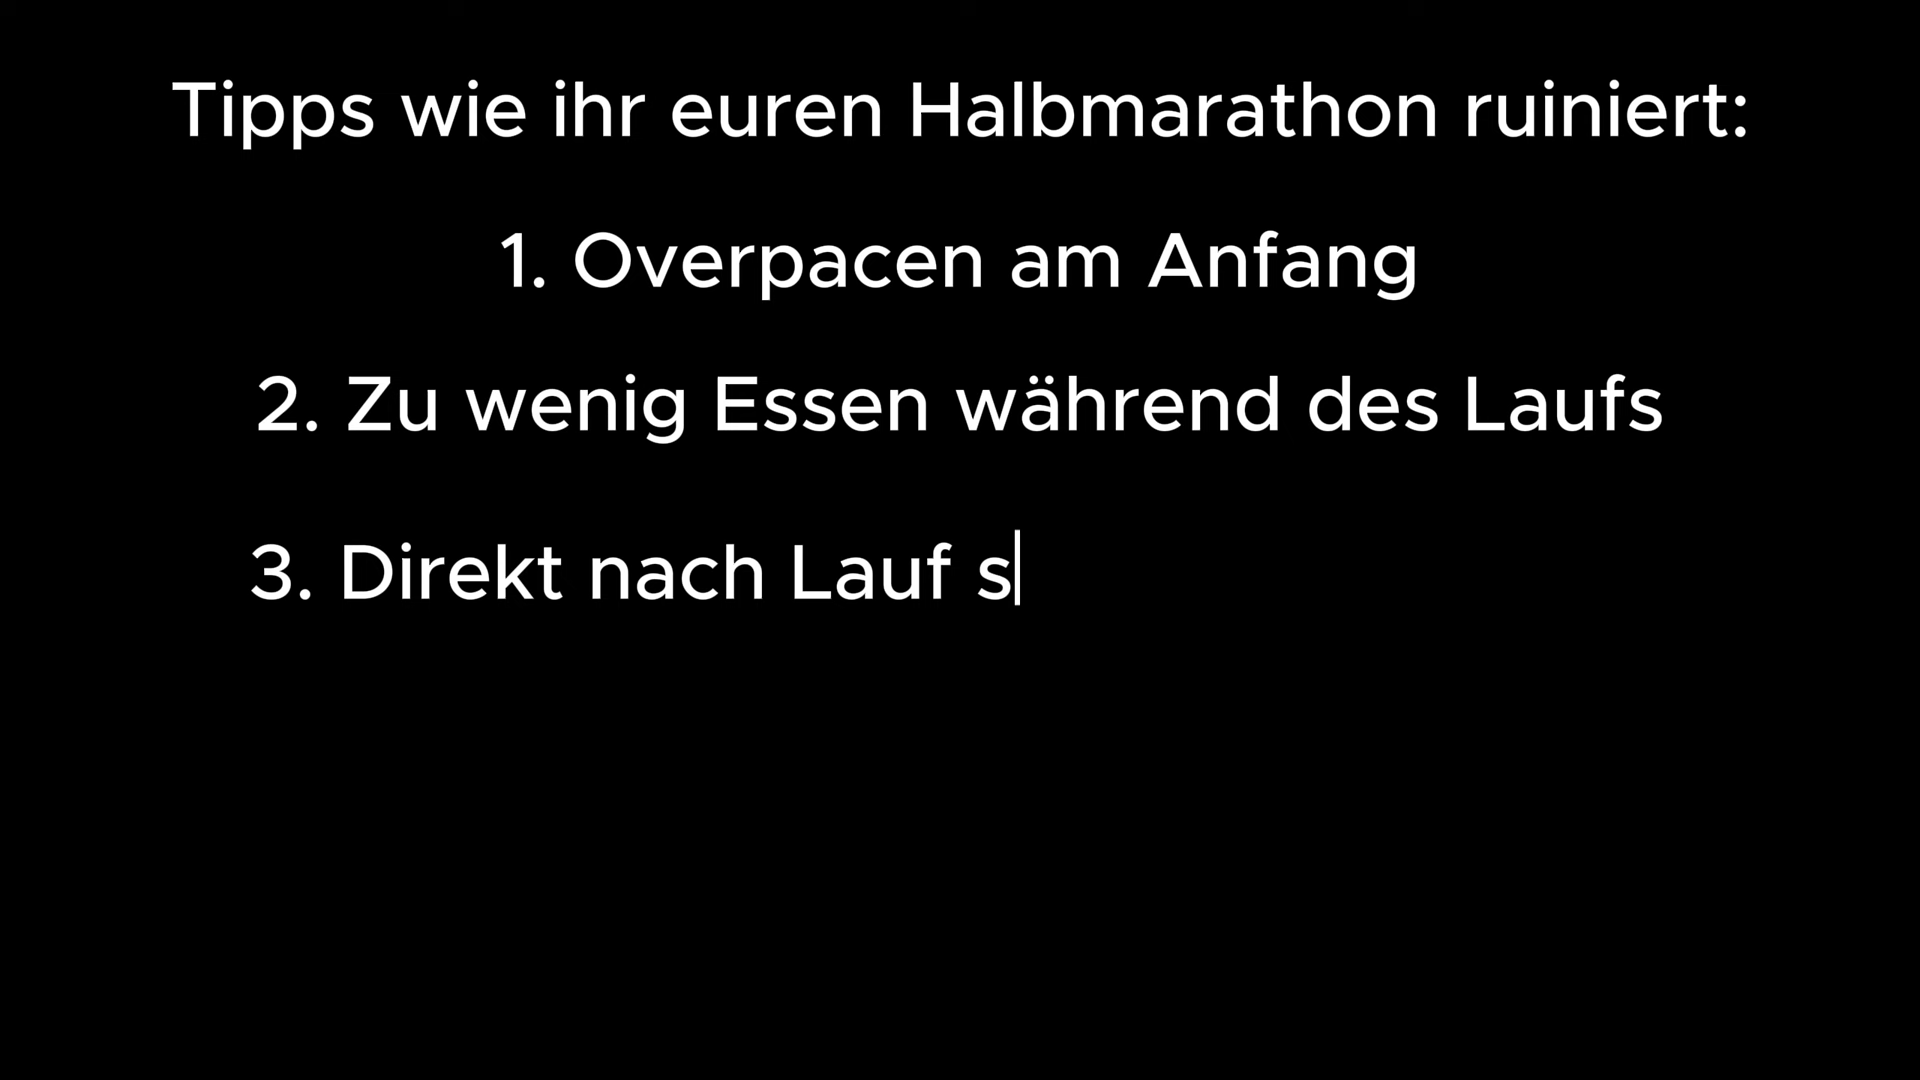 Tipps wie ihr euren Halbmarathon ruiniert:
1. Overpacen am Anfang
2. Zu wenig Essen während des Laufs
3. Direkt nach Lauf s